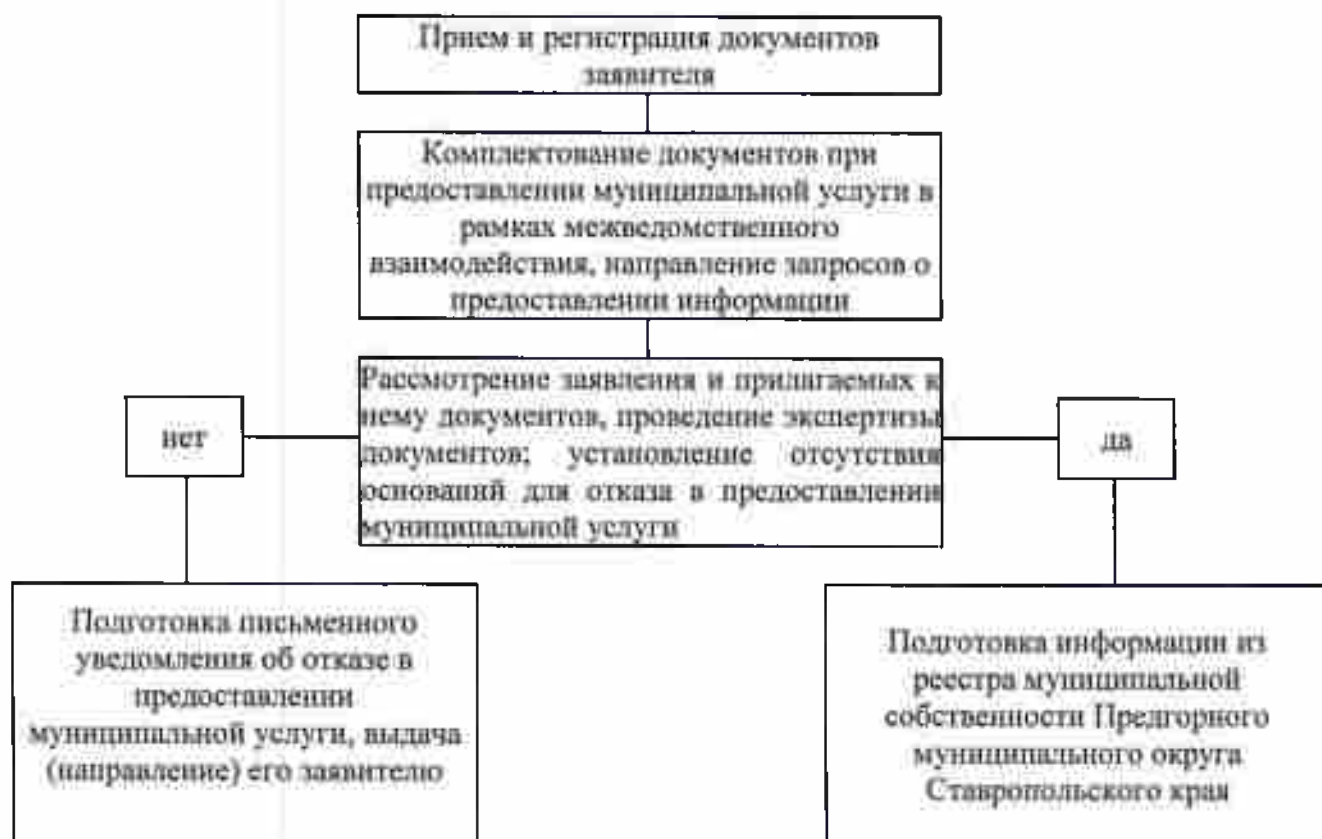 Прием и регистрация документов
заявителя
Комплектование документов при
предоставлении муниципальной услуги в
рамках межведомственного
взаимодействия, направление запросов о
предоставлении информации
Рассмотрение заявления и прилагаемых к
нему документов, проведение экспертизы
документов; установление отсутствия
оснований для отказа в предоставлении
муниципальной услуги
нет
да
Подготовка письменного
уведомления об отказе в
предоставлении
муниципальной услуги, выдача
(направление) его заявителю
Подготовка информации из
реестра муниципальной
собственности Предгорного
муниципального округа
Ставропольского края